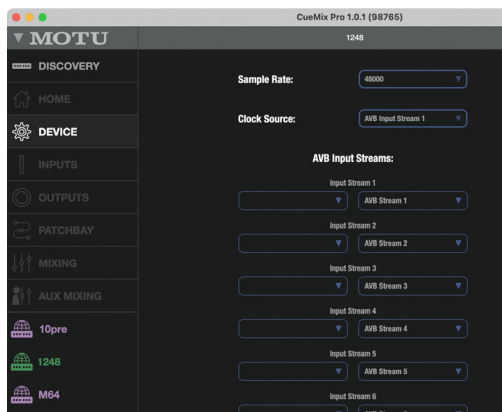 CueMix Pro 1.0.1 (98765)
MOTU
1248
DISCOVERY
HOME
DEVICE
INPUTS
OUTPUTS
PATCHBAY
MIXING
AUX MIXING
10pre
1248
M64
Sample Rate: 48000
Clock Source: AVB Input Stream 1
AVB Input Streams:
Input Stream 1
AVB Stream 1
Input Stream 2
AVB Stream 2
Input Stream 3
AVB Stream 3
Input Stream 4
AVB Stream 4
Input Stream 5
AVB Stream 5
Input Stream 6